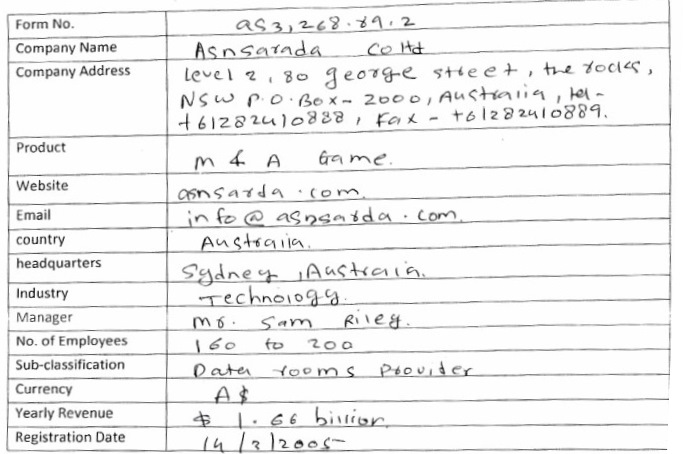 Form No. as3,268.89.2
Company Name Asnsarada Co Htd
Company Address Level 2, 80 george street, the rocks,
NSW P.O.Box- 2000, Australia, tel-
+61282410888, Fax - +61282410889.
Product M & A Game.
Website asnsarda.com.
Email info@asnsarda.com.
country Australia.
headquarters Sydney, Australia.
Industry Technology.
Manager Mr. Sam Riley.
No. of Employees 160 to 200
Sub-classification Data rooms Provider
Currency A$
Yearly Revenue $ 1.66 billion.
Registration Date 14/2/2005